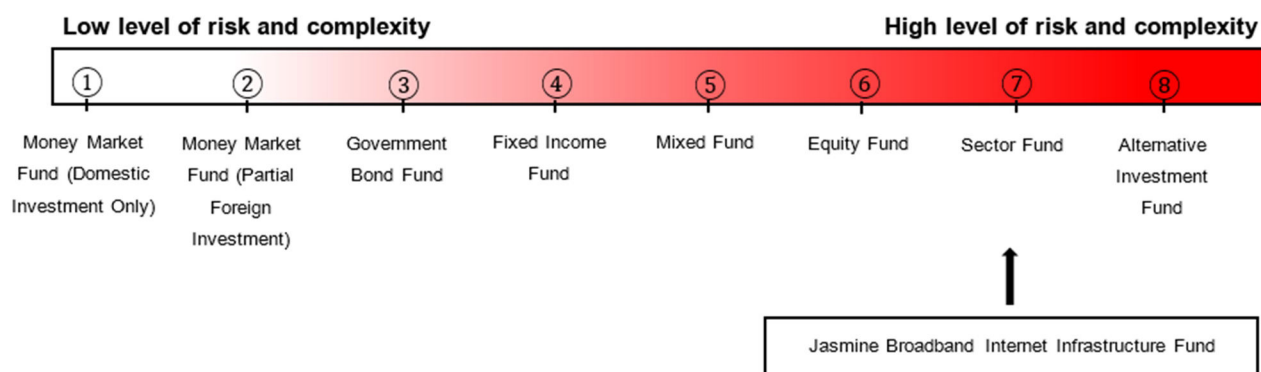 Low level of risk and complexity
High level of risk and complexity
① ② ③ ④ ⑤ ⑥ ⑦ ⑧
Money Market
Fund (Domestic
Investment Only)
Money Market
Fund (Partial
Foreign
Investment)
Government
Bond Fund
Fixed Income
Fund
Mixed Fund
Equity Fund
Sector Fund
Alternative
Investment
Fund
Jasmine Broadband Internet Infrastructure Fund